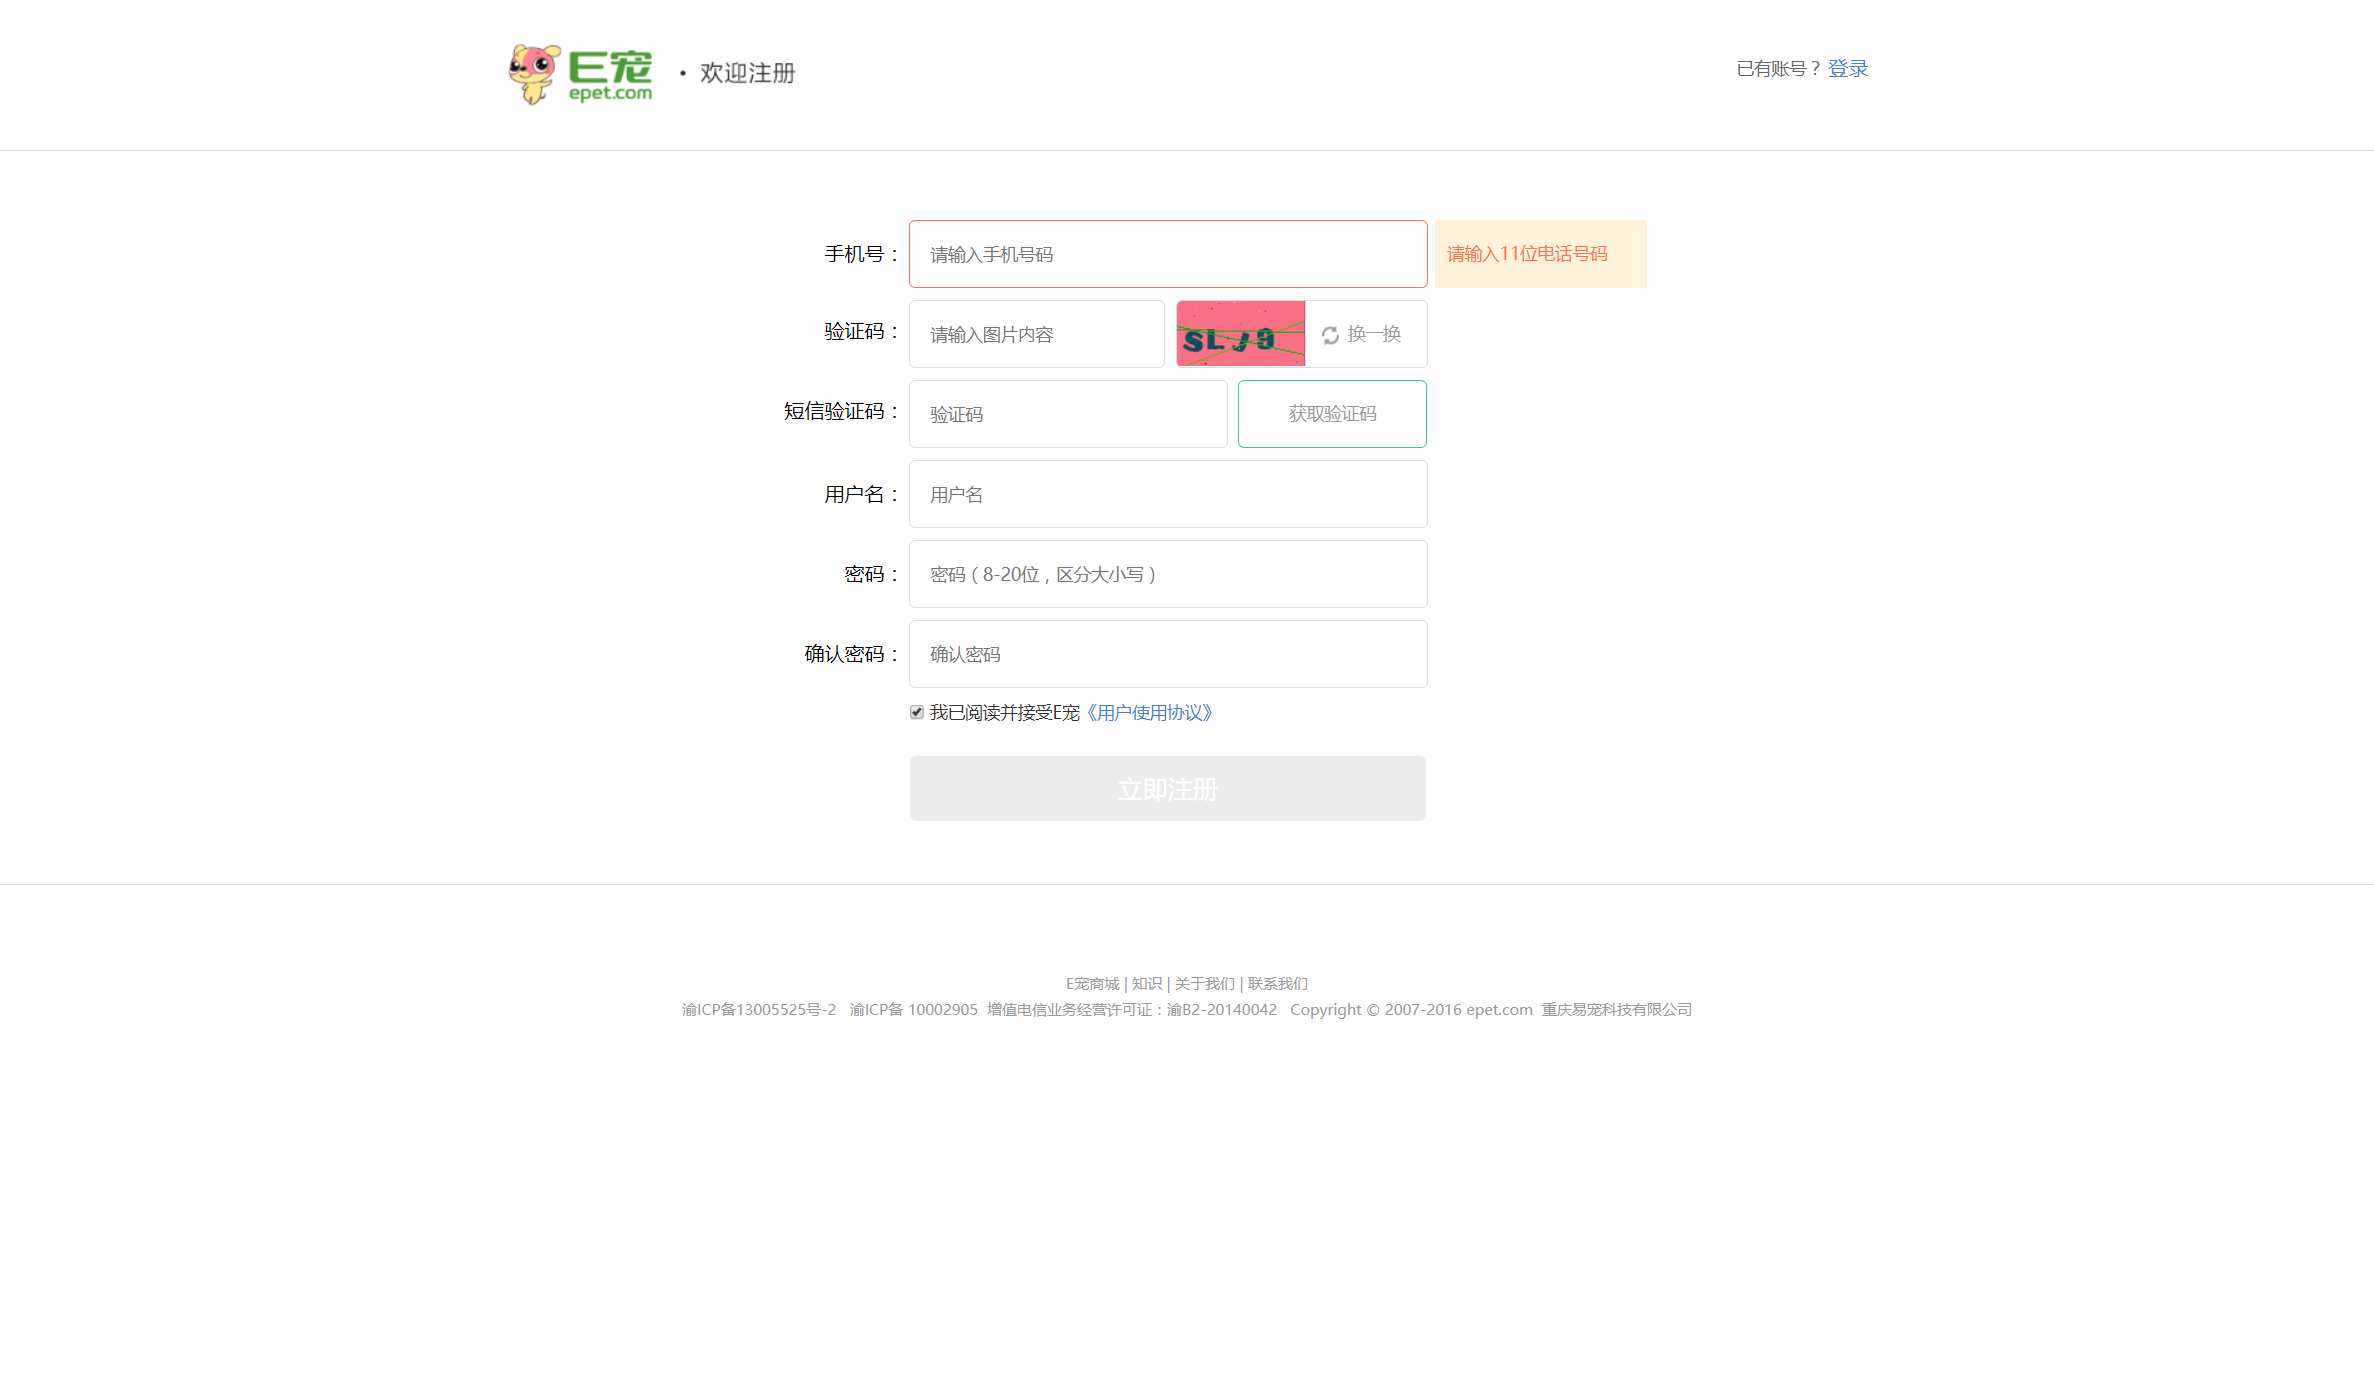 E宠
epet.com
· 欢迎注册
已有账号？登录
手机号： 请输入手机号码 请输入11位电话号码
验证码： 请输入图片内容 SLJ9 换一换
短信验证码： 验证码 获取验证码
用户名： 用户名
密码： 密码（8-20位，区分大小写）
确认密码： 确认密码
我已阅读并接受E宠《用户使用协议》
立即注册
E宠商城 | 知识 | 关于我们 | 联系我们
渝ICP备13005525号-2 渝ICP备 10002905 增值电信业务经营许可证：渝B2-20140042 Copyright © 2007-2016 epet.com 重庆易宠科技有限公司